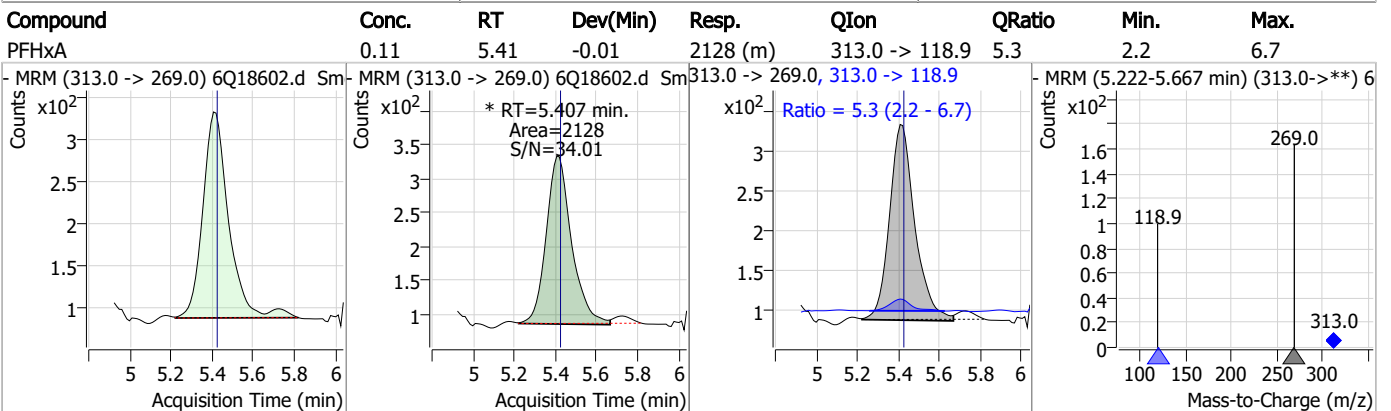 Compound Conc. RT Dev(Min) Resp. QIon QRatio Min. Max.
PFHxA 0.11 5.41 -0.01 2128 (m) 313.0 -> 118.9 5.3 2.2 6.7
- MRM (313.0 -> 269.0) 6Q18602.d Sm
Counts
x10²
3
2.5
2
1.5
1
5 5.2 5.4 5.6 5.8 6
Acquisition Time (min)
- MRM (313.0 -> 269.0) 6Q18602.d Sm
Counts
x10²
* RT=5.407 min.
Area=2128
S/N=34.01
3.5
3
2.5
2
1.5
1
5 5.2 5.4 5.6 5.8 6
Acquisition Time (min)
313.0 -> 269.0, 313.0 -> 118.9
Counts
x10²
Ratio = 5.3 (2.2 - 6.7)
3
2.5
2
1.5
1
5 5.2 5.4 5.6 5.8 6
Acquisition Time (min)
- MRM (5.222-5.667 min) (313.0->**) 6
Counts
x10²
269.0
118.9
313.0
1.6
1.4
1.2
1
0.8
0.6
0.4
0.2
0
100 150 200 250 300
Mass-to-Charge (m/z)